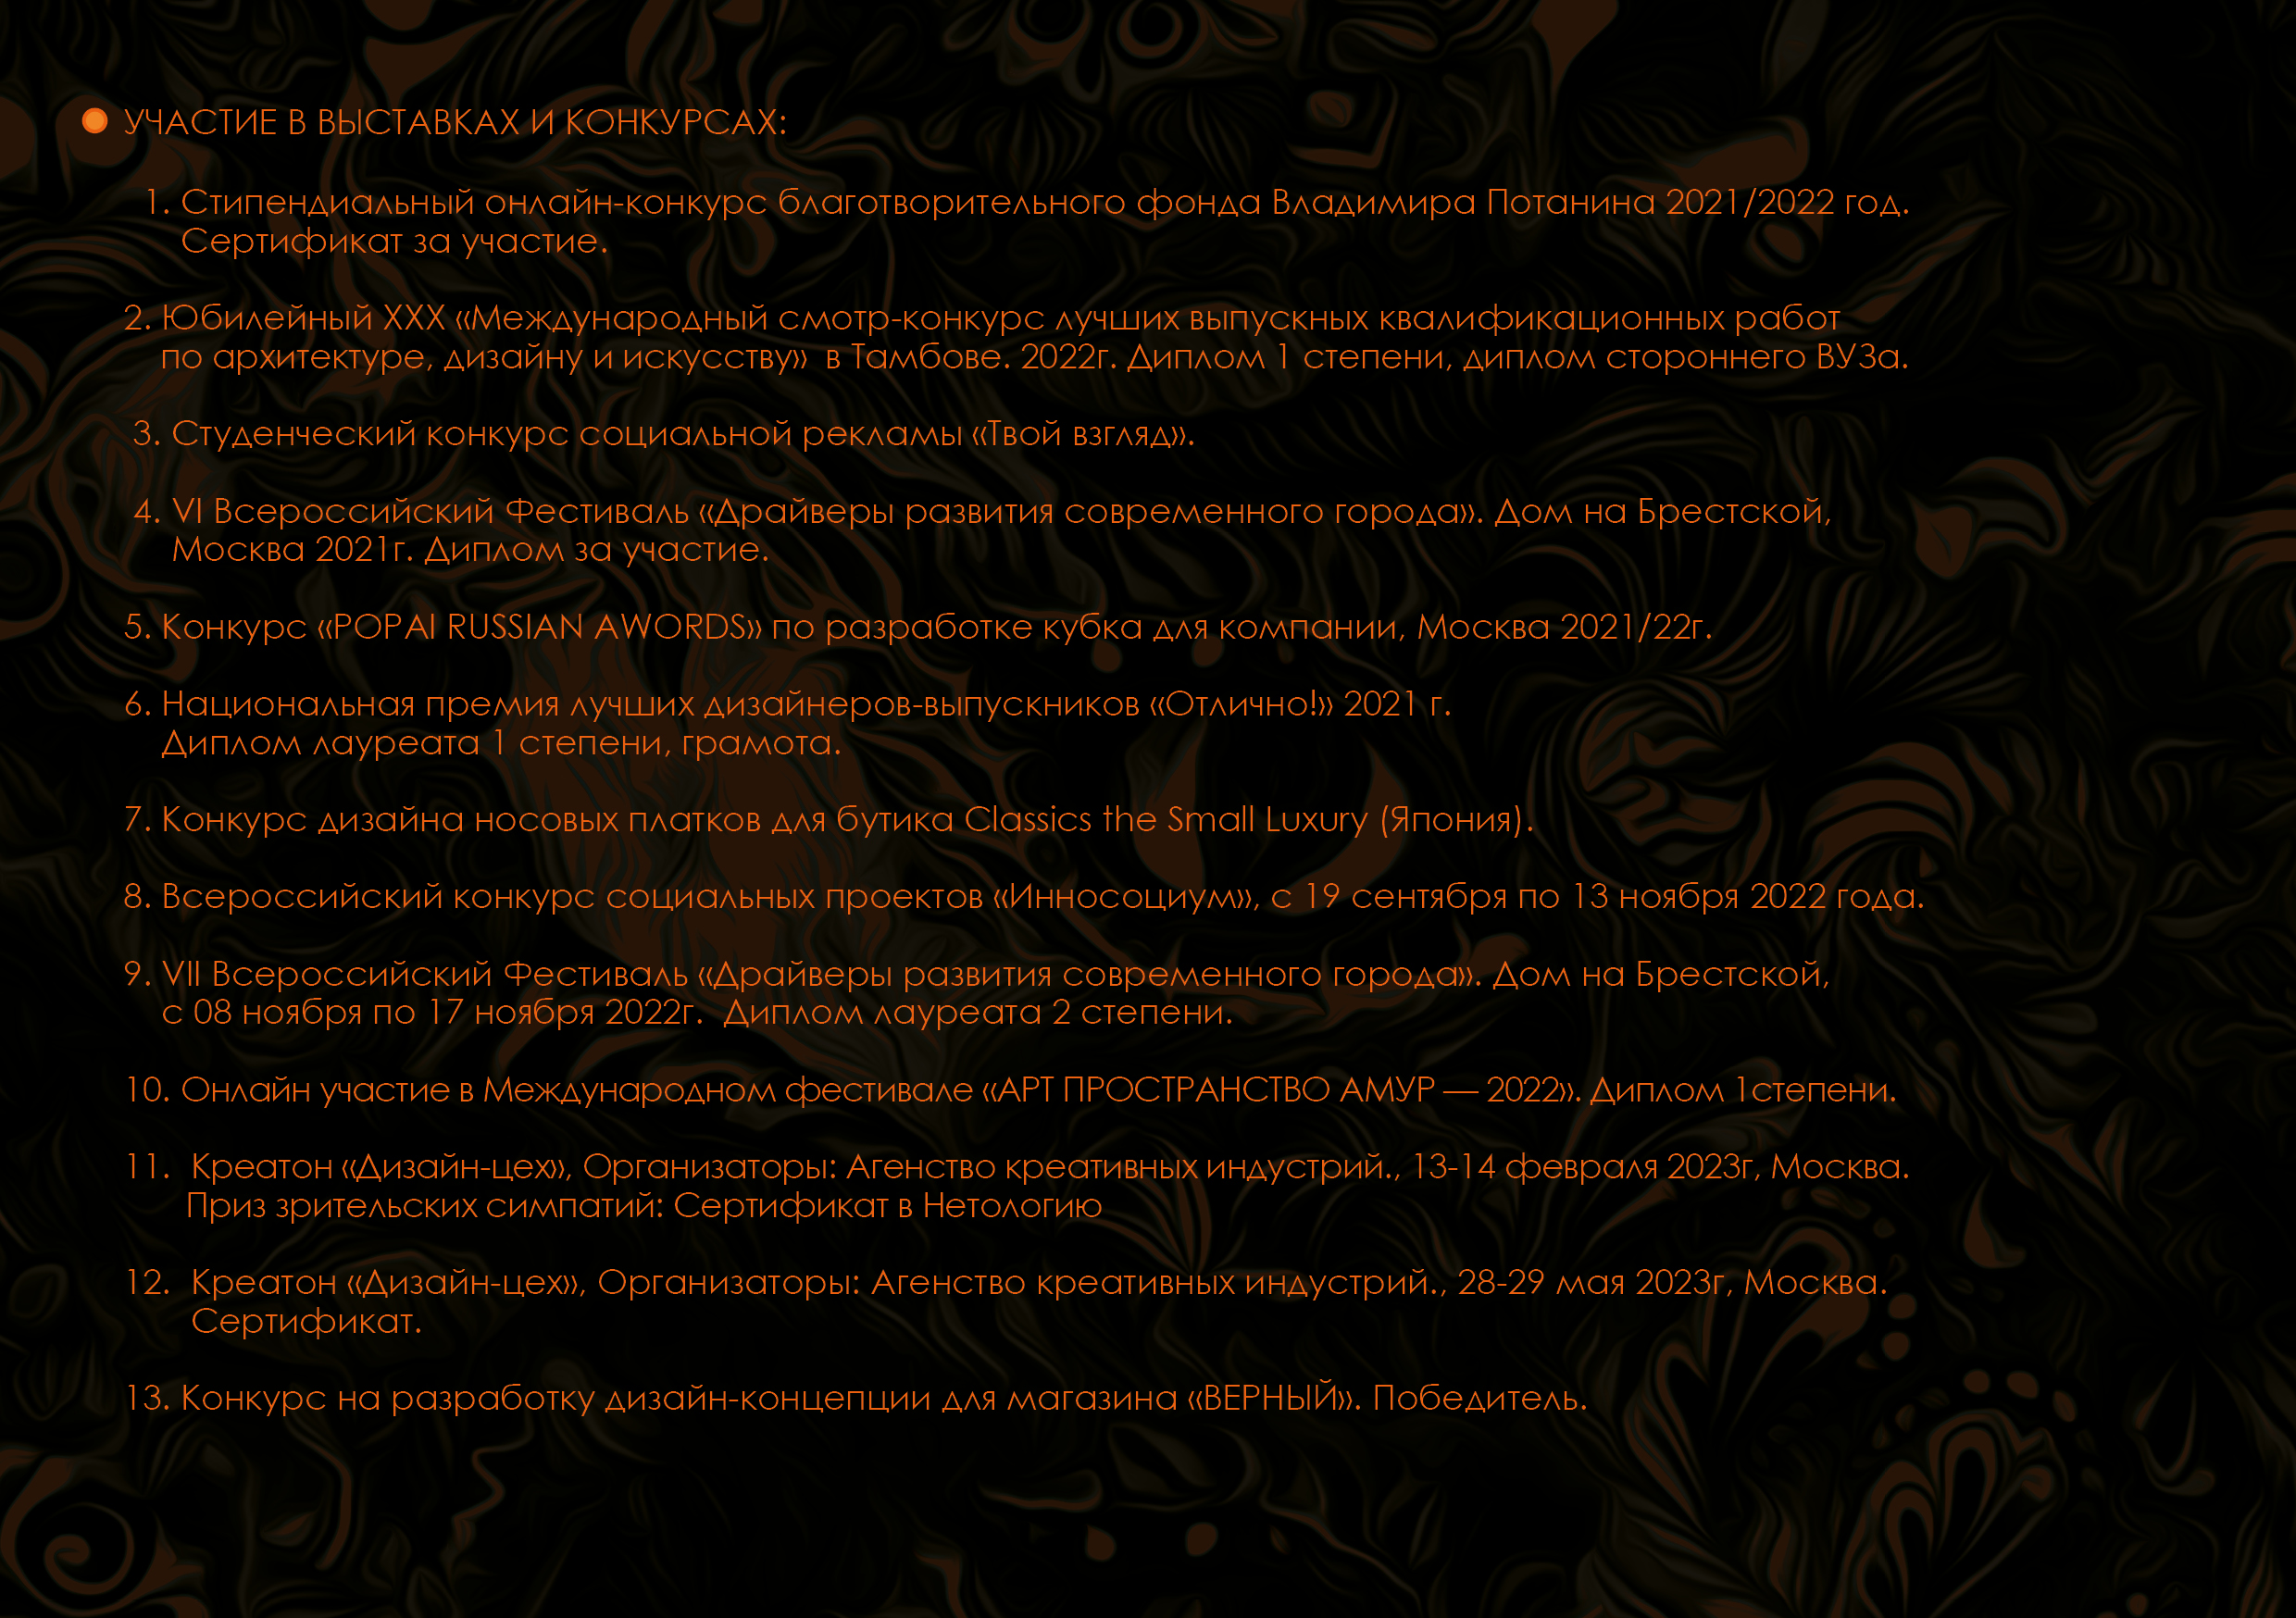 УЧАСТИЕ В ВЫСТАВКАХ И КОНКУРСАХ:
1. Стипендиальный онлайн-конкурс благотворительного фонда Владимира Потанина 2021/2022 год.
Сертификат за участие.
2. Юбилейный XXX «Международный смотр-конкурс лучших выпускных квалификационных работ
по архитектуре, дизайну и искусству»  в Тамбове. 2022г. Диплом 1 степени, диплом стороннего ВУЗа.
3. Студенческий конкурс социальной рекламы «Твой взгляд».
4. VI Всероссийский Фестиваль «Драйверы развития современного города». Дом на Брестской,
Москва 2021г. Диплом за участие.
5. Конкурс «POPAI RUSSIAN AWORDS» по разработке кубка для компании, Москва 2021/22г.
6. Национальная премия лучших дизайнеров-выпускников «Отлично!» 2021 г.
Диплом лауреата 1 степени, грамота.
7. Конкурс дизайна носовых платков для бутика Classics the Small Luxury (Япония).
8. Всероссийский конкурс социальных проектов «Инносоциум», с 19 сентября по 13 ноября 2022 года.
9. VII Всероссийский Фестиваль «Драйверы развития современного города». Дом на Брестской,
с 08 ноября по 17 ноября 2022г.  Диплом лауреата 2 степени.
10. Онлайн участие в Международном фестивале «АРТ ПРОСТРАНСТВО АМУР — 2022». Диплом 1степени.
11.  Креатон «Дизайн-цех», Организаторы: Агенство креативных индустрий., 13-14 февраля 2023г, Москва.
Приз зрительских симпатий: Сертификат в Нетологию
12.  Креатон «Дизайн-цех», Организаторы: Агенство креативных индустрий., 28-29 мая 2023г, Москва.
Сертификат.
13. Конкурс на разработку дизайн-концепции для магазина «ВЕРНЫЙ». Победитель.